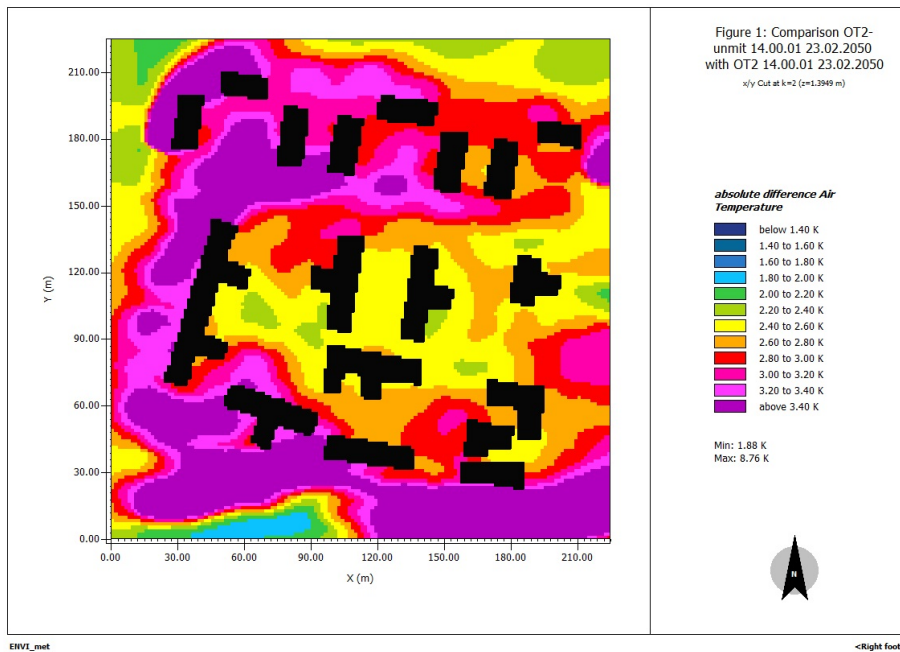 Figure 1: Comparison OT2-
unmit 14.00.01 23.02.2050
with OT2 14.00.01 23.02.2050
x/y Cut at k=2 (z=1.3949 m)
210.00
180.00
150.00
120.00
90.00
60.00
30.00
0.00
Y (m)
0.00 30.00 60.00 90.00 120.00 150.00 180.00 210.00
X (m)
absolute difference Air
Temperature
below 1.40 K
1.40 to 1.60 K
1.60 to 1.80 K
1.80 to 2.00 K
2.00 to 2.20 K
2.20 to 2.40 K
2.40 to 2.60 K
2.60 to 2.80 K
2.80 to 3.00 K
3.00 to 3.20 K
3.20 to 3.40 K
above 3.40 K
Min: 1.88 K
Max: 8.76 K
N
ENVI_met
<Right foot